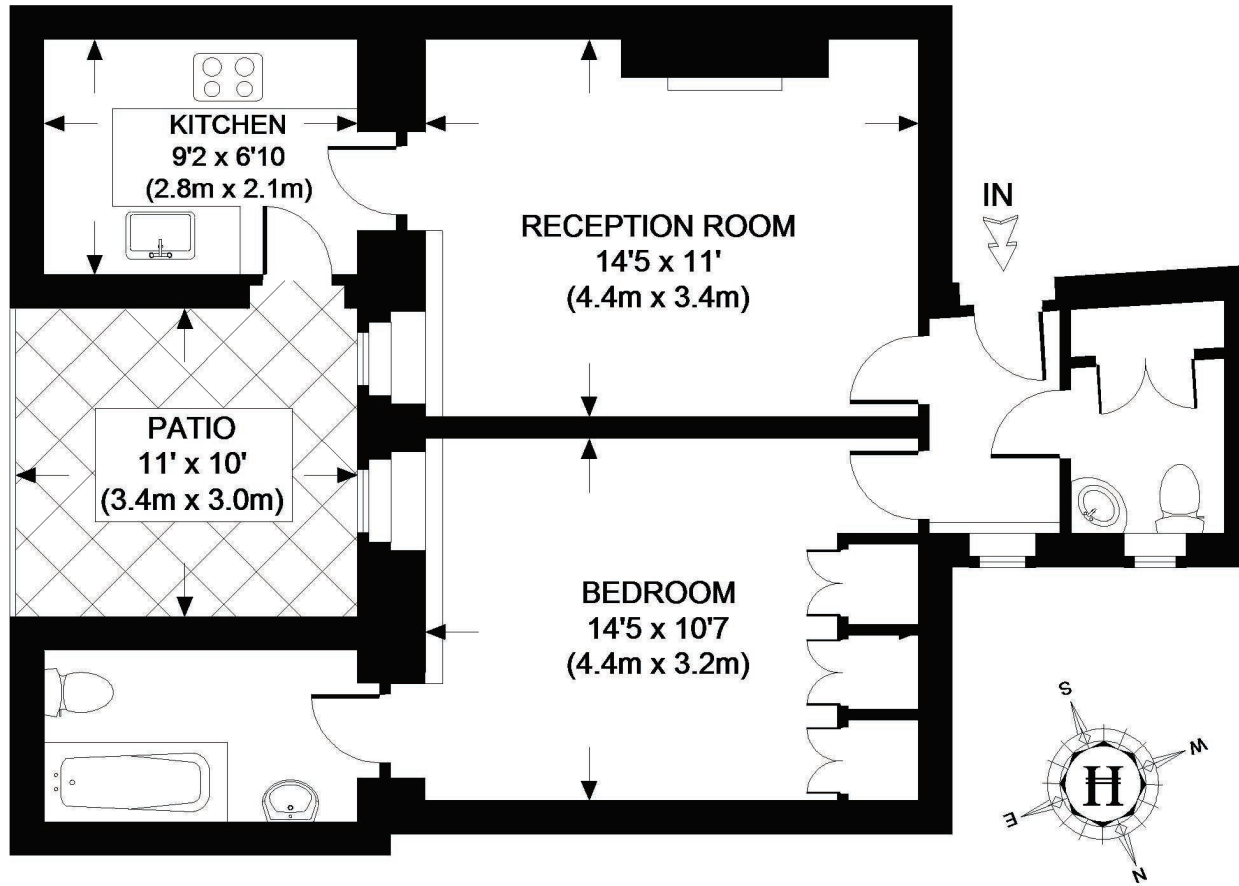 KITCHEN
9'2 x 6'10
(2.8m x 2.1m)
RECEPTION ROOM
14'5 x 11'
(4.4m x 3.4m)
IN
PATIO
11' x 10'
(3.4m x 3.0m)
BEDROOM
14'5 x 10'7
(4.4m x 3.2m)
S
W
H
E
N